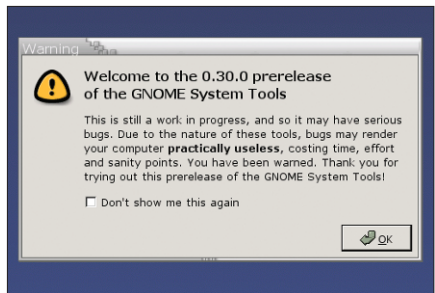 Warning
Welcome to the 0.30.0 prerelease
of the GNOME System Tools
This is still a work in progress, and so it may have serious
bugs. Due to the nature of these tools, bugs may render
your computer practically useless, costing time, effort
and sanity points. You have been warned. Thank you for
trying out this prerelease of the GNOME System Tools!
Don't show me this again
OK